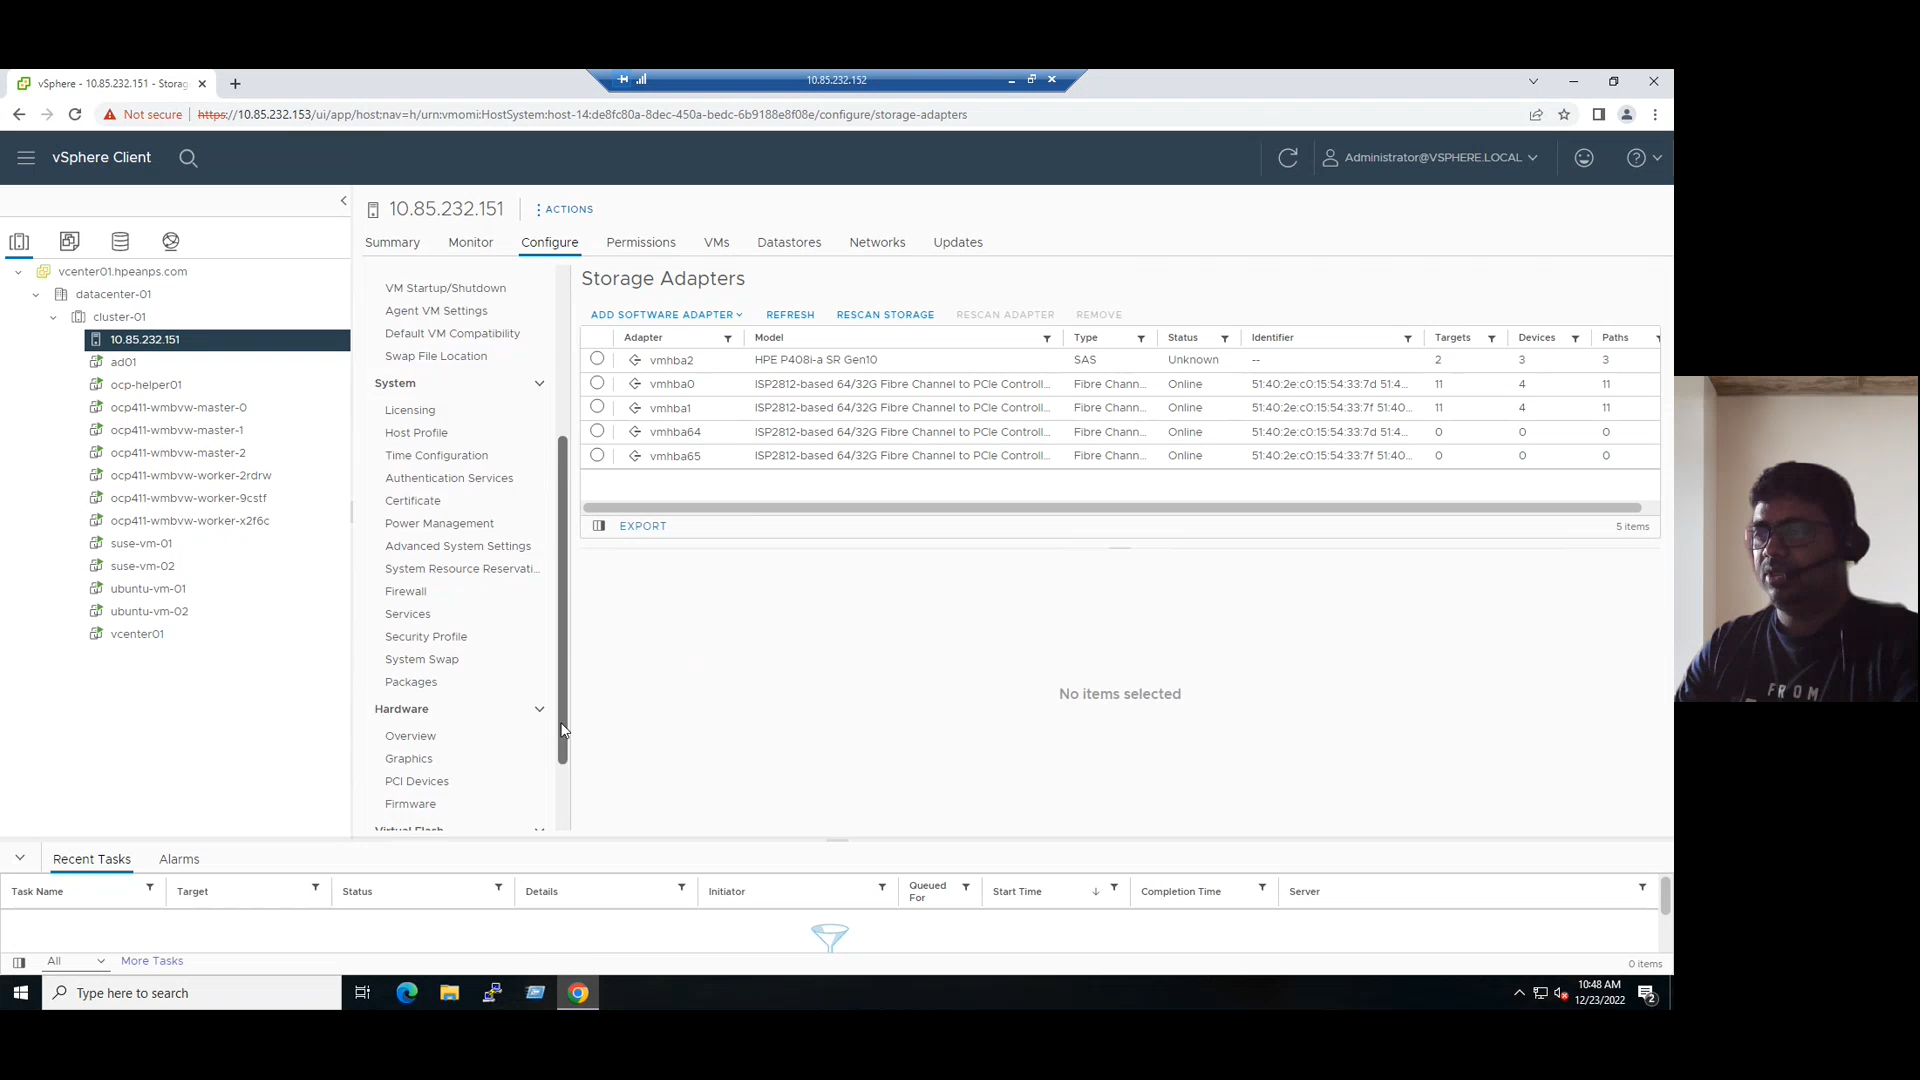 vSphere - 10.85.232.151 - Storag
10.85.232.152
Not secure
https://10.85.232.153/ui/app/host:nav=h/urn:vmomi:HostSystem:host-14:de8fc80a-8dec-450a-bedc-6b9188e8f08e/configure/storage-adapters
vSphere Client
Administrator@VSPHERE.LOCAL
vcenter01.hpeanps.com
datacenter-01
cluster-01
10.85.232.151
ad01
ocp-helper01
ocp411-wmbvw-master-0
ocp411-wmbvw-master-1
ocp411-wmbvw-master-2
ocp411-wmbvw-worker-2rdrw
ocp411-wmbvw-worker-9cstf
ocp411-wmbvw-worker-x2f6c
suse-vm-01
suse-vm-02
ubuntu-vm-01
ubuntu-vm-02
vcenter01
10.85.232.151
ACTIONS
Summary Monitor Configure Permissions VMs Datastores Networks Updates
VM Startup/Shutdown
Agent VM Settings
Default VM Compatibility
Swap File Location
System
Licensing
Host Profile
Time Configuration
Authentication Services
Certificate
Power Management
Advanced System Settings
System Resource Reservati...
Firewall
Services
Security Profile
System Swap
Packages
Hardware
Overview
Graphics
PCI Devices
Firmware
Virtual Flash
Storage Adapters
ADD SOFTWARE ADAPTER REFRESH RESCAN STORAGE RESCAN ADAPTER REMOVE
Adapter Model Type Status Identifier Targets Devices Paths
vmhba2 HPE P408i-a SR Gen10 SAS Unknown -- 2 3 3
vmhba0 ISP2812-based 64/32G Fibre Channel to PCIe Controll... Fibre Chann... Online 51:40:2e:c0:15:54:33:7d 51:4... 11 4 11
vmhba1 ISP2812-based 64/32G Fibre Channel to PCIe Controll... Fibre Chann... Online 51:40:2e:c0:15:54:33:7f 51:40... 11 4 11
vmhba64 ISP2812-based 64/32G Fibre Channel to PCIe Controll... Fibre Chann... Online 51:40:2e:c0:15:54:33:7d 51:4... 0 0 0
vmhba65 ISP2812-based 64/32G Fibre Channel to PCIe Controll... Fibre Chann... Online 51:40:2e:c0:15:54:33:7f 51:40... 0 0 0
EXPORT
5 items
No items selected
Recent Tasks Alarms
Task Name Target Status Details Initiator Queued For Start Time Completion Time Server
All
More Tasks
0 items
Type here to search
10:48 AM
12/23/2022
2
FROM